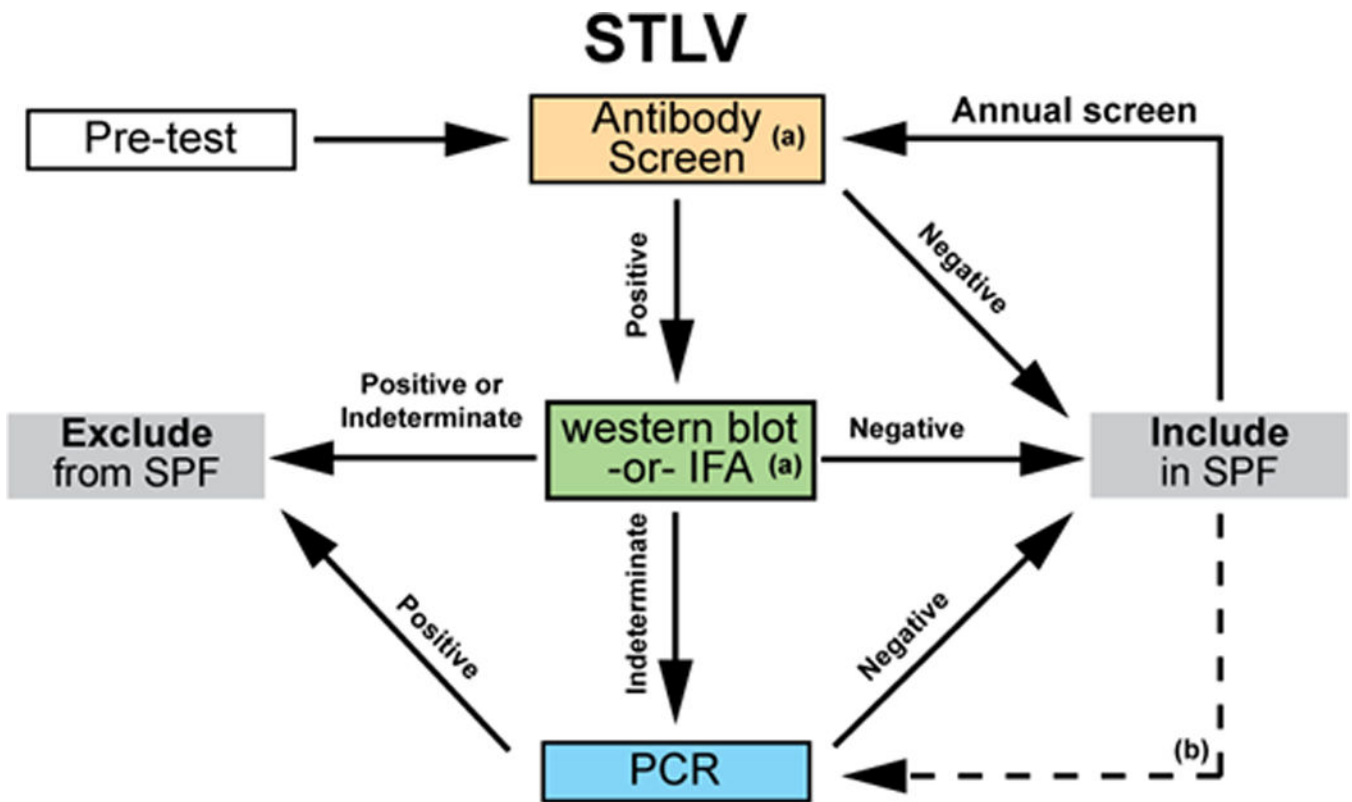 STLV
Pre-test
Antibody
Screen (a)
Annual screen
Positive
Negative
Positive or
Indeterminate
Exclude
from SPF
western blot
-or- IFA (a)
Negative
Include
in SPF
Indeterminate
Positive
Negative
PCR
(b)